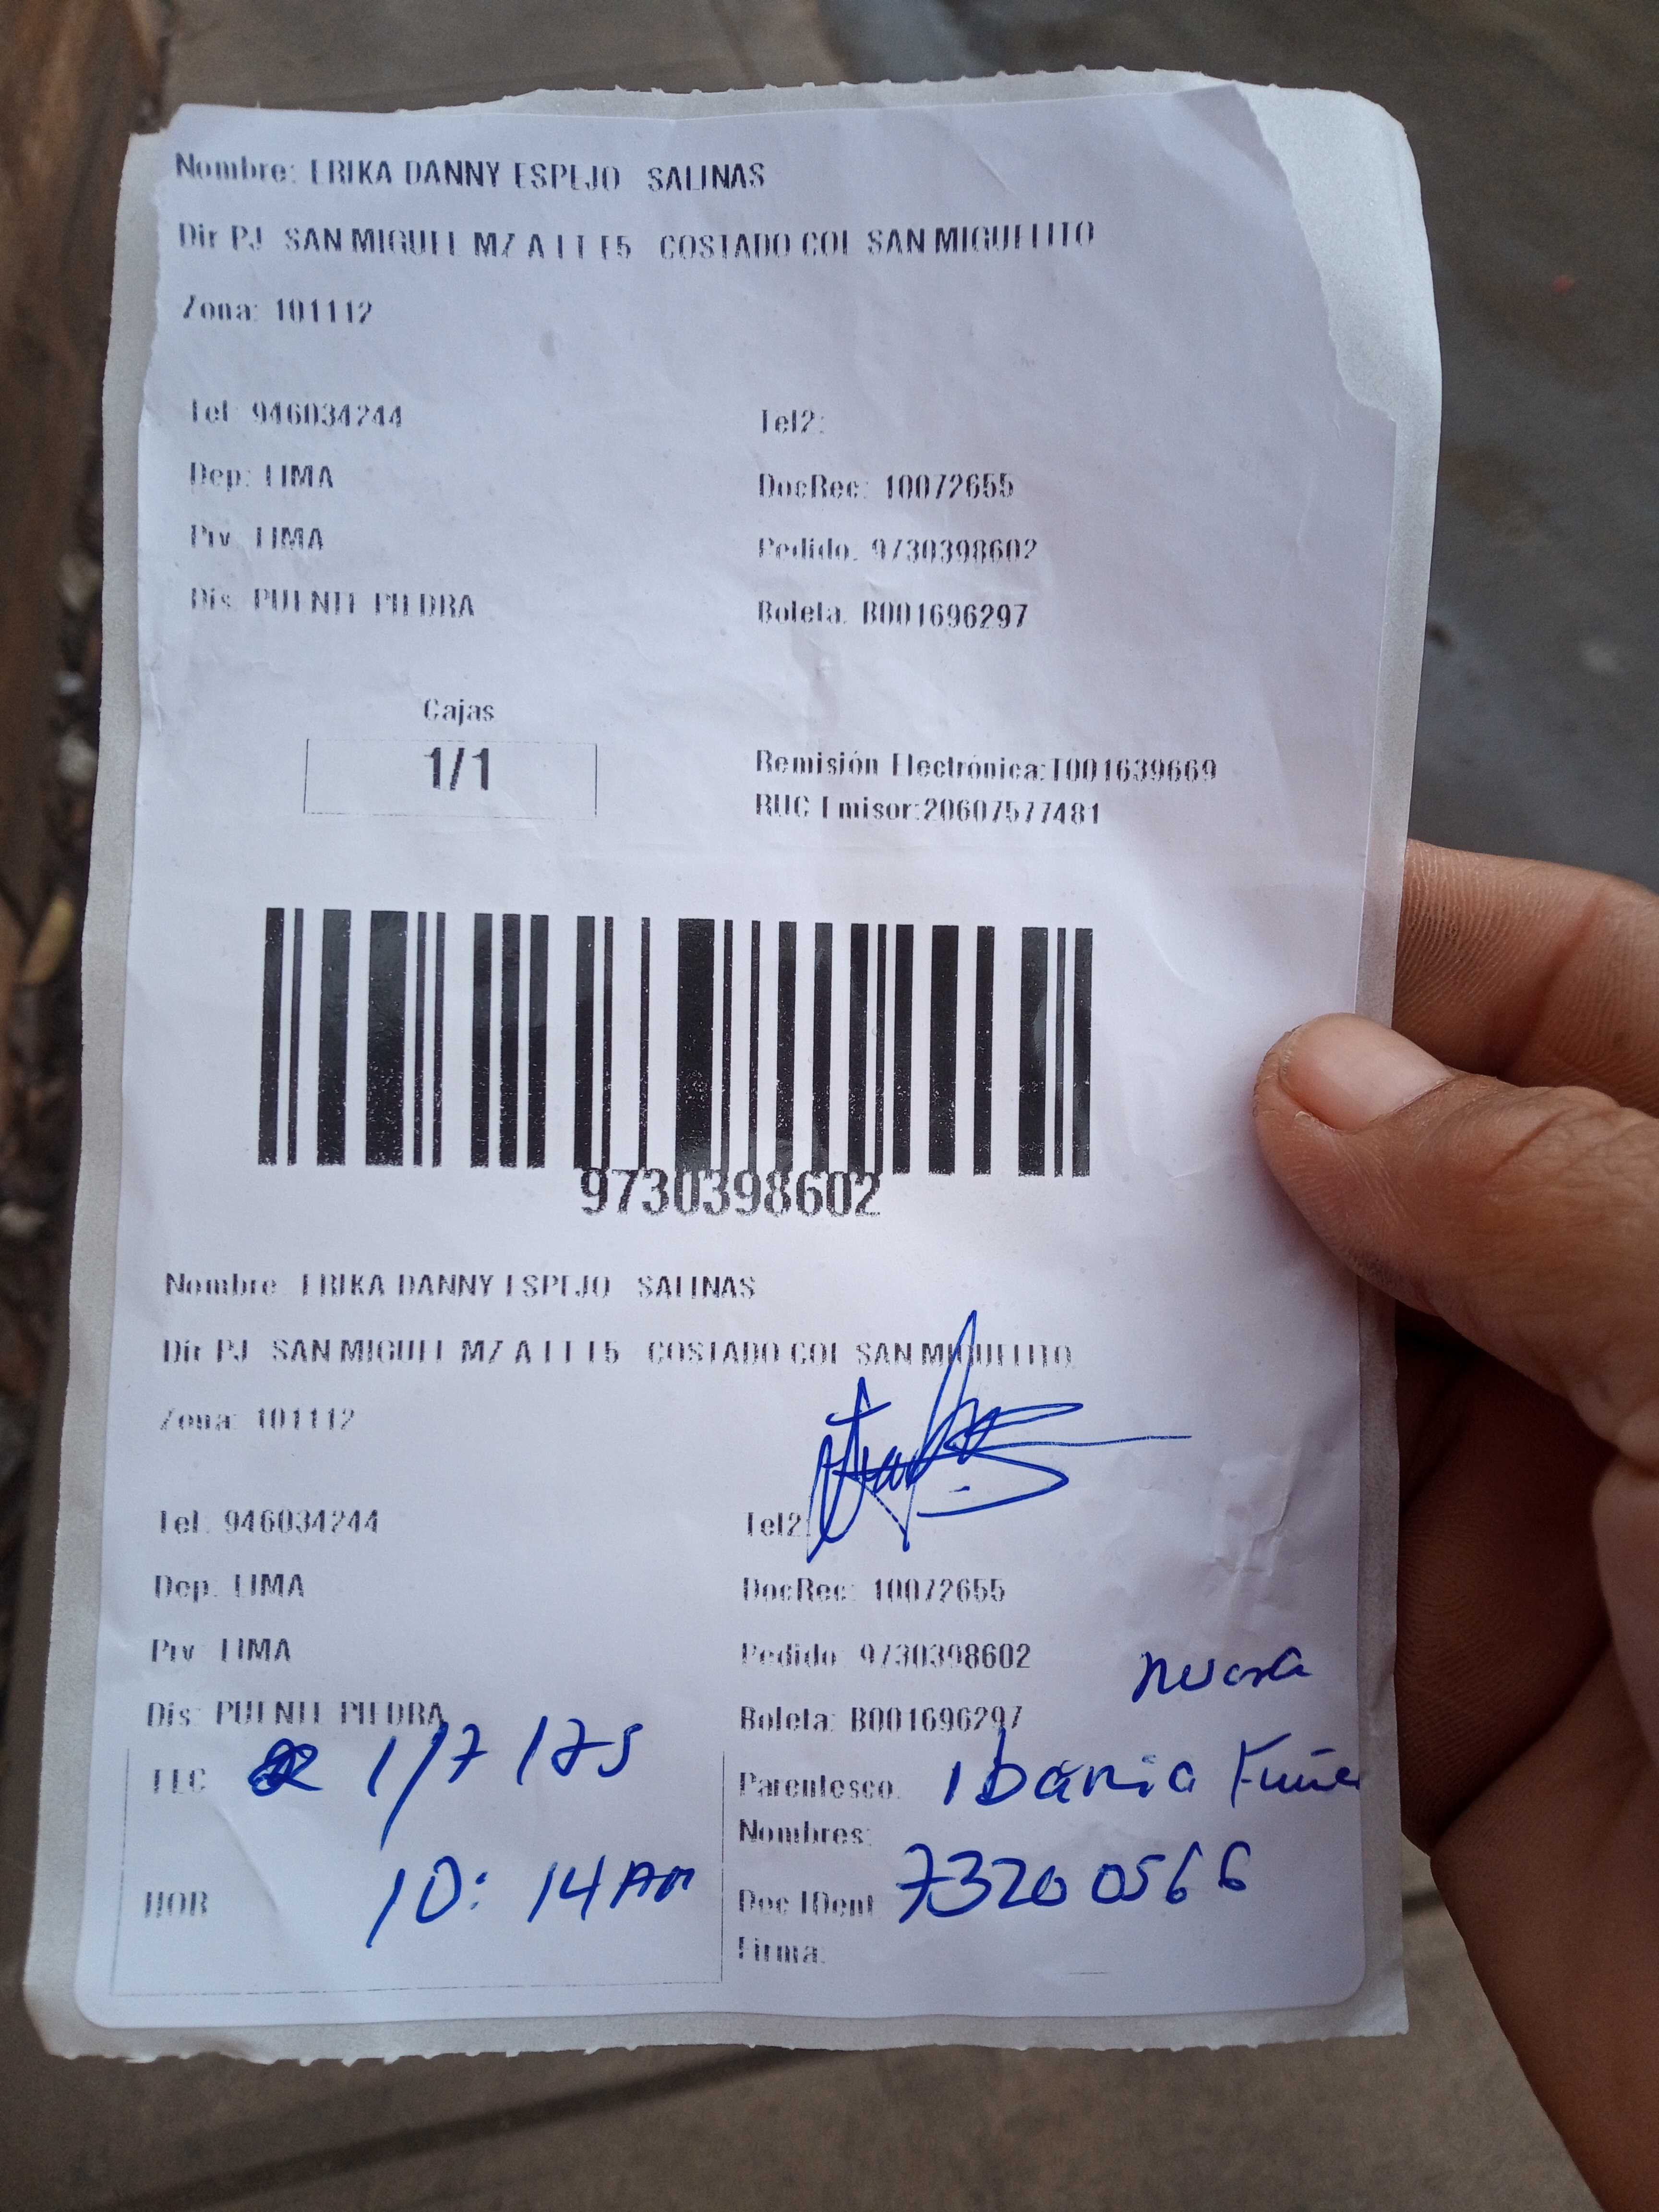 Nombre: ERIKA DANNY ESPEJO SALINAS
Dir PJ SAN MIGUEL MZ A LT E5 COSTADO COL SAN MIGUELITO
Zona: 101112
Tel: 946034244 Tel2:
Dep: LIMA DocRec: 10072655
Prv: LIMA Pedido: 9730398602
Dis: PUENTE PIEDRA Boleta: B001696297
Cajas
1/1
Remisión Electrónica:T001639669
RUC Emisor:20607577481
9730398602
Nombre: ERIKA DANNY ESPEJO SALINAS
Dir PJ SAN MIGUEL MZ A LT E5 COSTADO COL SAN MIGUELITO
Zona: 101112
Tel: 946034244 Tel2:
Dep: LIMA DocRec: 10072655
Prv: LIMA Pedido: 9730398602
nuera
Dis: PUENTE PIEDRA Boleta: B001696297
FEC 1/7/25 Parentesco:
Nombres:
HOR 10:14 AM Doc IDent 73200566
Firma: